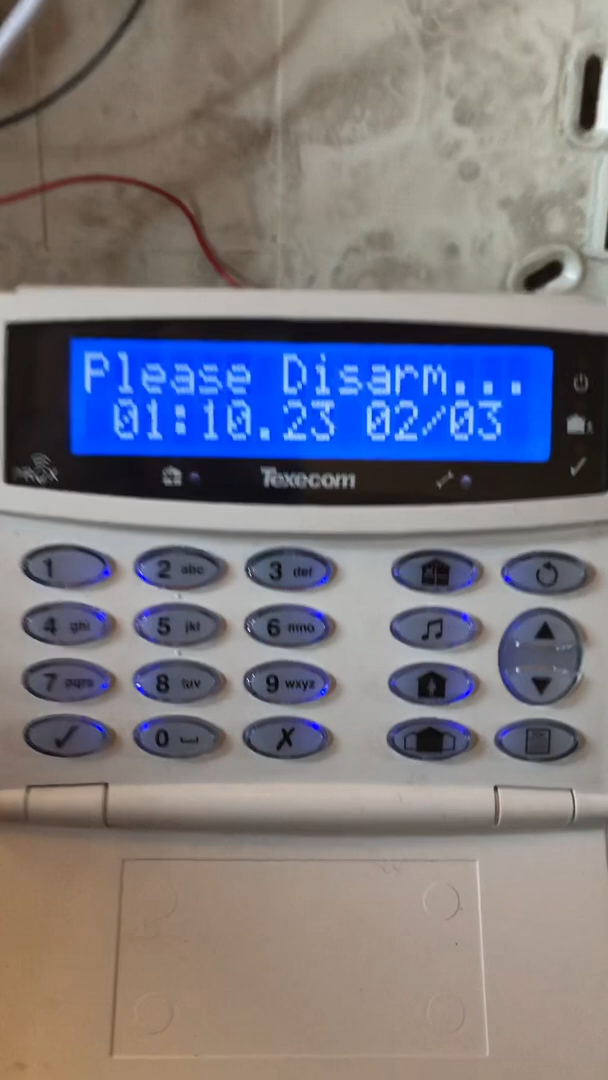 Please Disarm...
01:10.23 02/03
Texecom
1 2 abc 3 def
4 ghi 5 jkl 6 mno
7 pqrs 8 tuv 9 wxyz
0